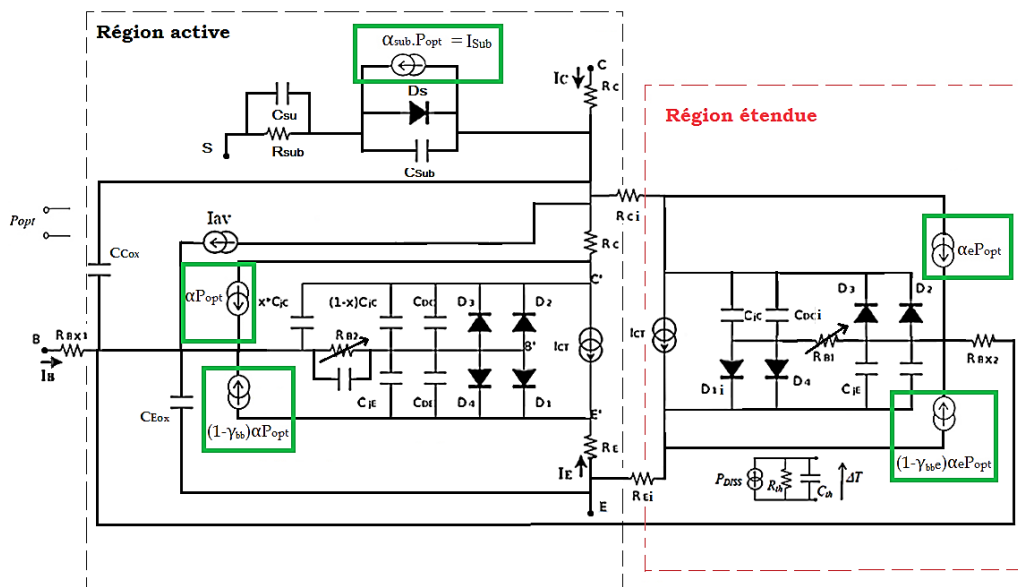 Région active
αsub.Popt = ISub
Ds
Csu
Rsub
S
CSub
IC
C
RC
Région étendue
Popt
Iav
RCi
RC
CCox
αPopt
x*CjC
(1-x)CjC
CDC
D3
D2
C'
αePopt
B
RBX1
IB
RB2
B'
ICT
ICT
CjC
CDCi
D3
D2
RB1
RBX2
CjE
CDE
D4
D1
E'
D1i
D4
CjE
CEox
(1-γbb)αPopt
RE
IE
E
REi
(1-γbbe)αePopt
PDISS
Rth
Cth
ΔT